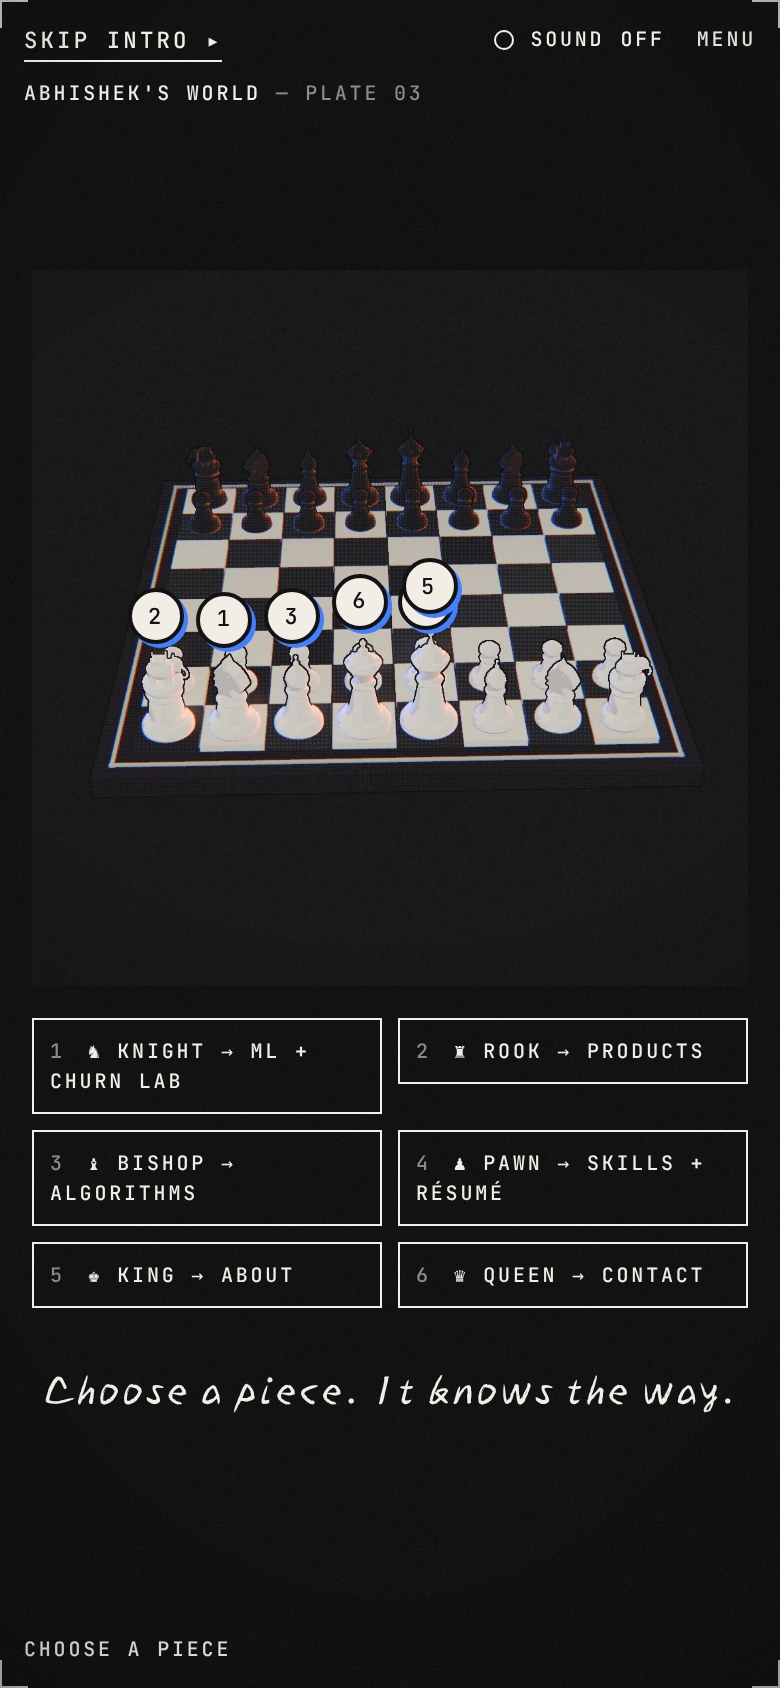 SKIP INTRO ▸
SOUND OFF MENU
ABHISHEK'S WORLD — PLATE 03
5
6
2 1 3
1 ♞ KNIGHT → ML +
CHURN LAB
2 ♜ ROOK → PRODUCTS
3 ♝ BISHOP →
ALGORITHMS
4 ♟ PAWN → SKILLS +
RÉSUMÉ
5 ♚ KING → ABOUT
6 ♛ QUEEN → CONTACT
Choose a piece. It knows the way.
CHOOSE A PIECE